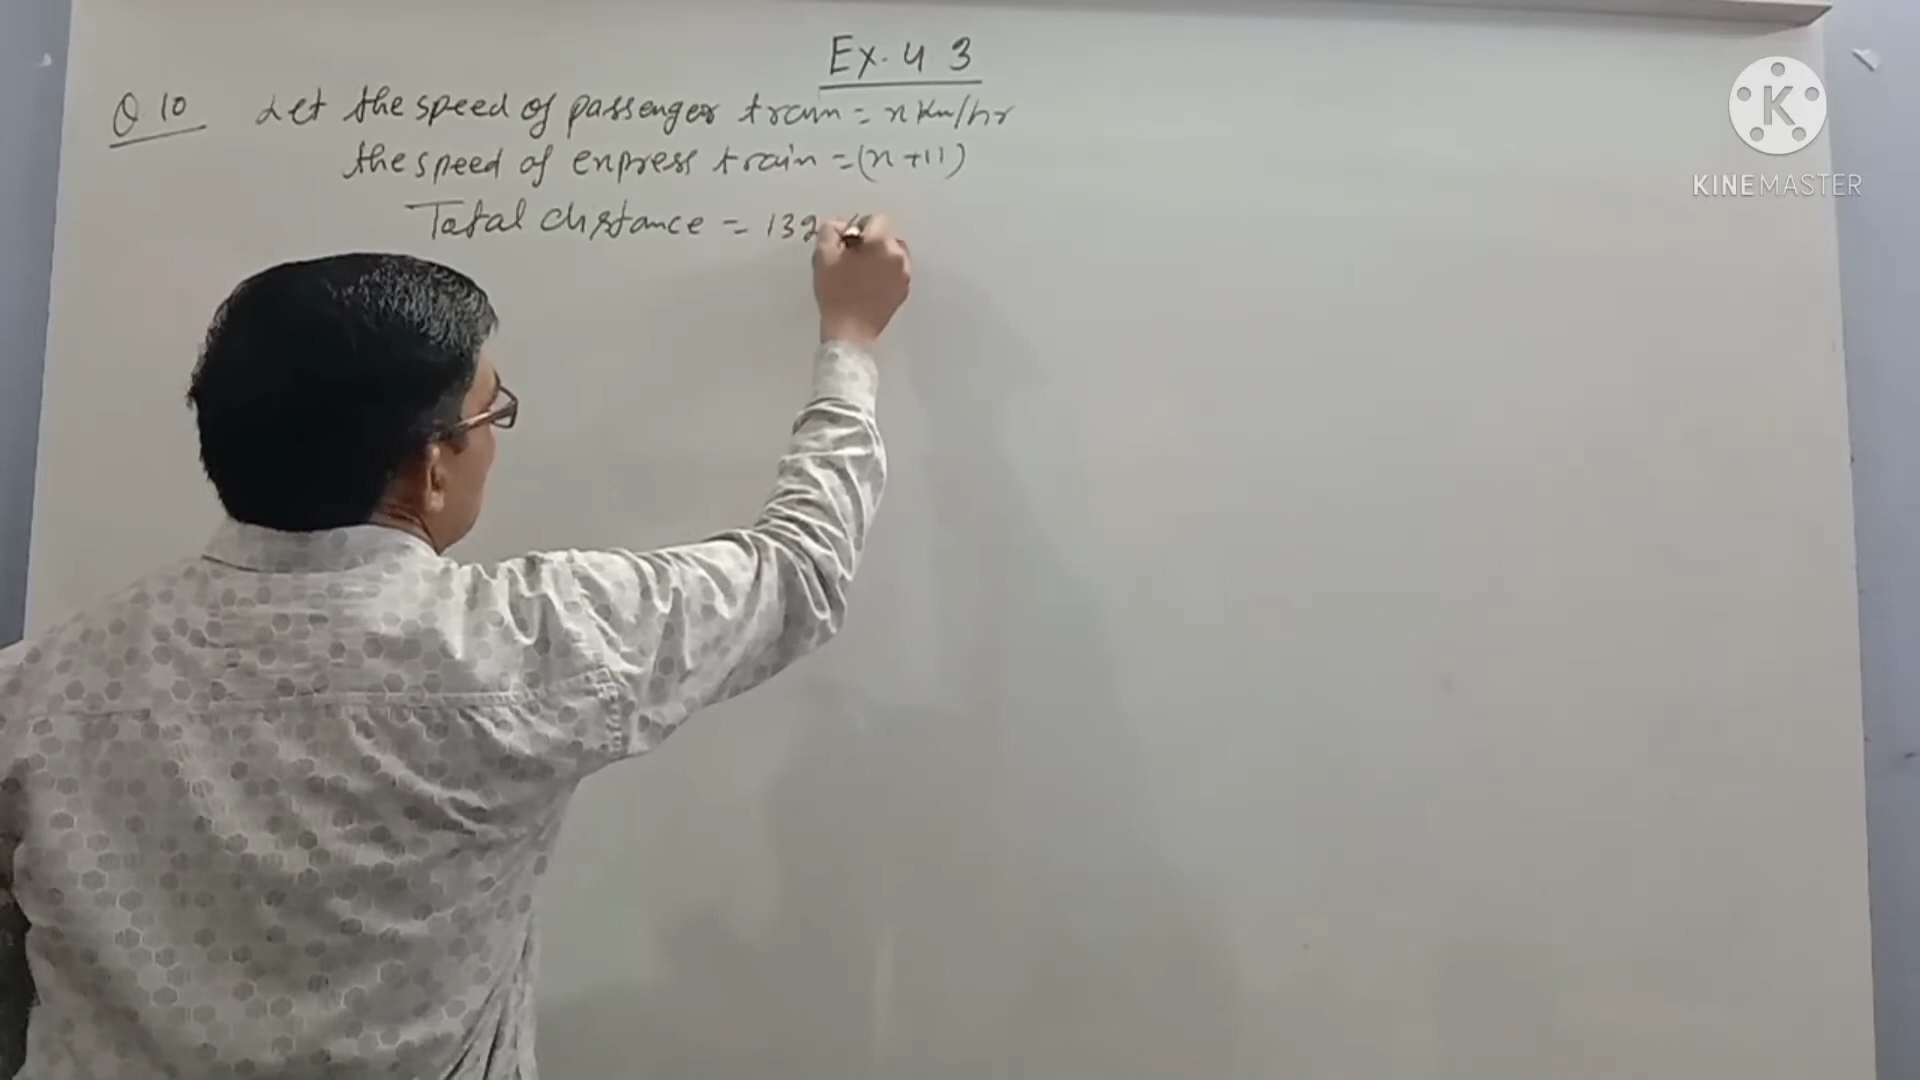 Ex. 4 3
Q 10 Let the speed of passenger train = x Km/hr
the speed of express train = (x + 11)
Total distance = 132
K
KINEMASTER